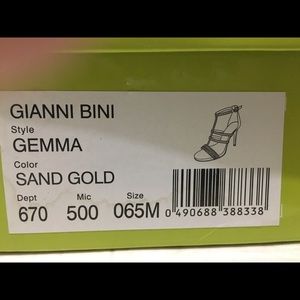 GIANNI BINI
Style
GEMMA
Color
SAND GOLD
Dept Mic Size
670 500 065M
0 490688 388338